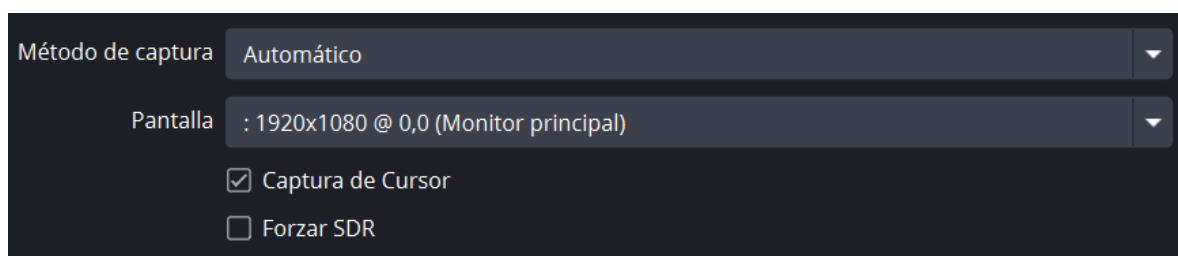 Método de captura Automático
Pantalla : 1920x1080 @ 0,0 (Monitor principal)
Captura de Cursor
Forzar SDR